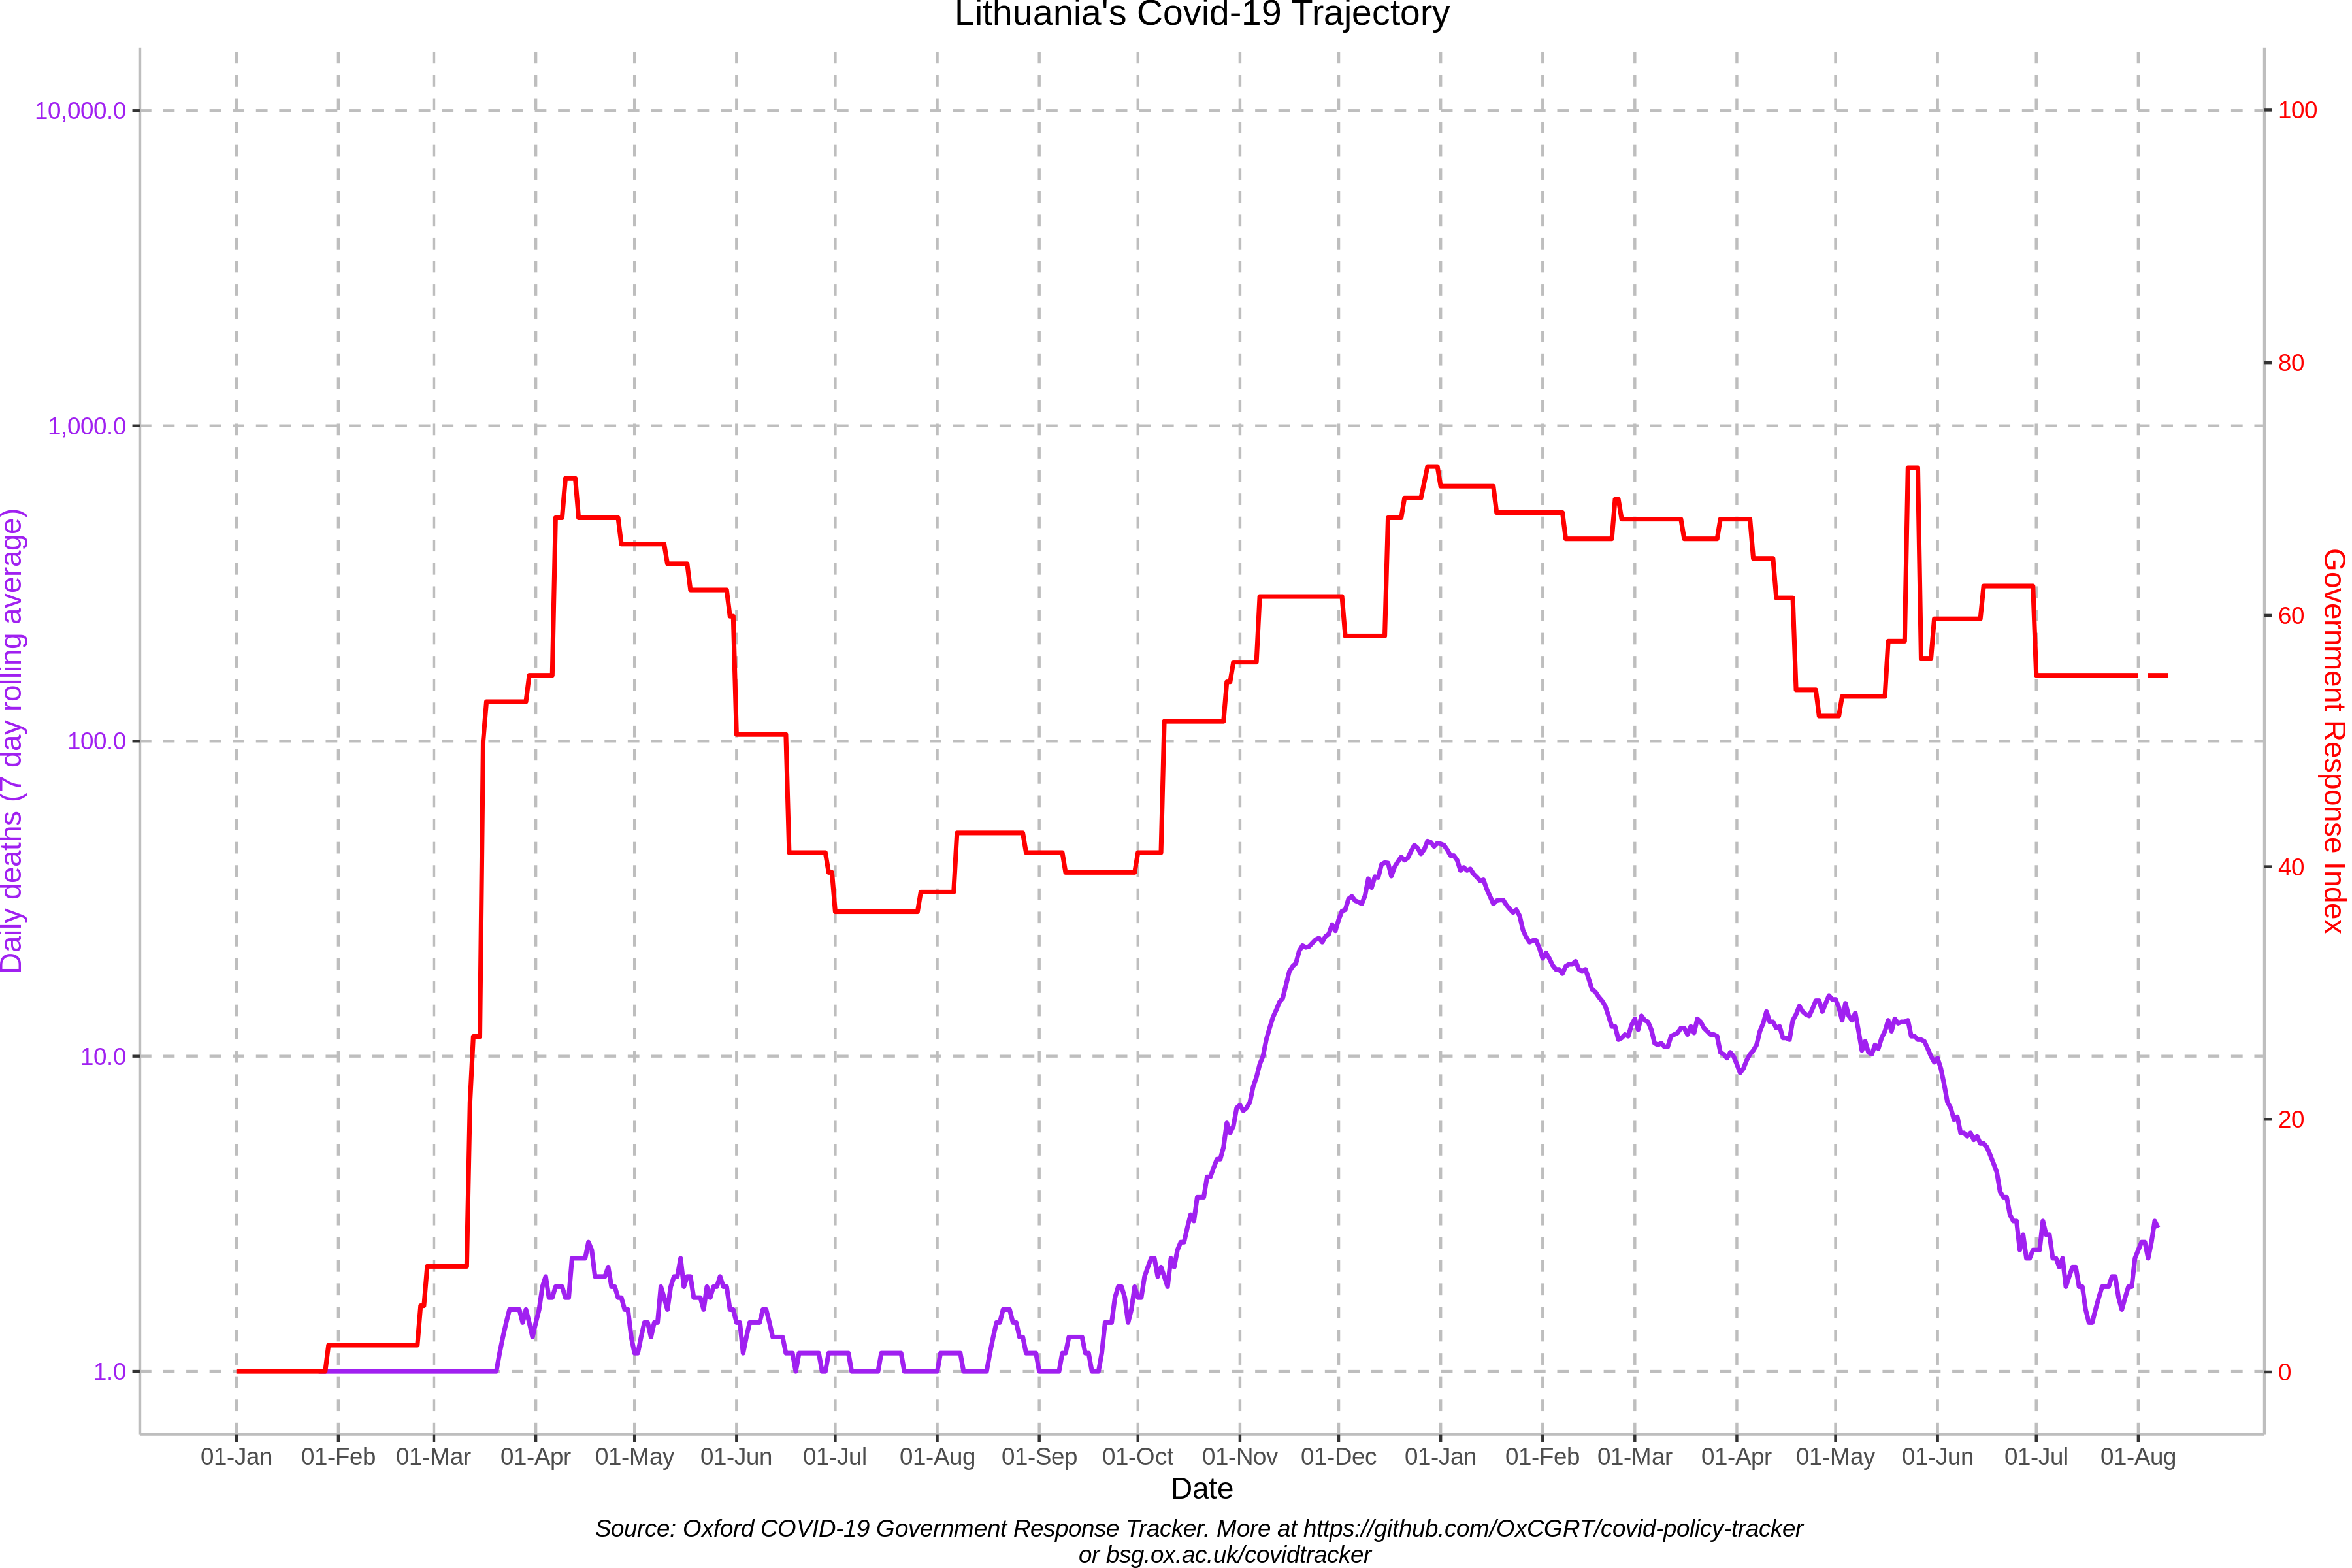 Lithuania's Covid-19 Trajectory
10,000.0
1,000.0
100.0
10.0
1.0
Daily deaths (7 day rolling average)
100
80
60
40
20
0
Government Response Index
01-Jan 01-Feb 01-Mar 01-Apr 01-May 01-Jun 01-Jul 01-Aug 01-Sep 01-Oct 01-Nov 01-Dec 01-Jan 01-Feb 01-Mar 01-Apr 01-May 01-Jun 01-Jul 01-Aug
Date
Source: Oxford COVID-19 Government Response Tracker. More at https://github.com/OxCGRT/covid-policy-tracker
or bsg.ox.ac.uk/covidtracker